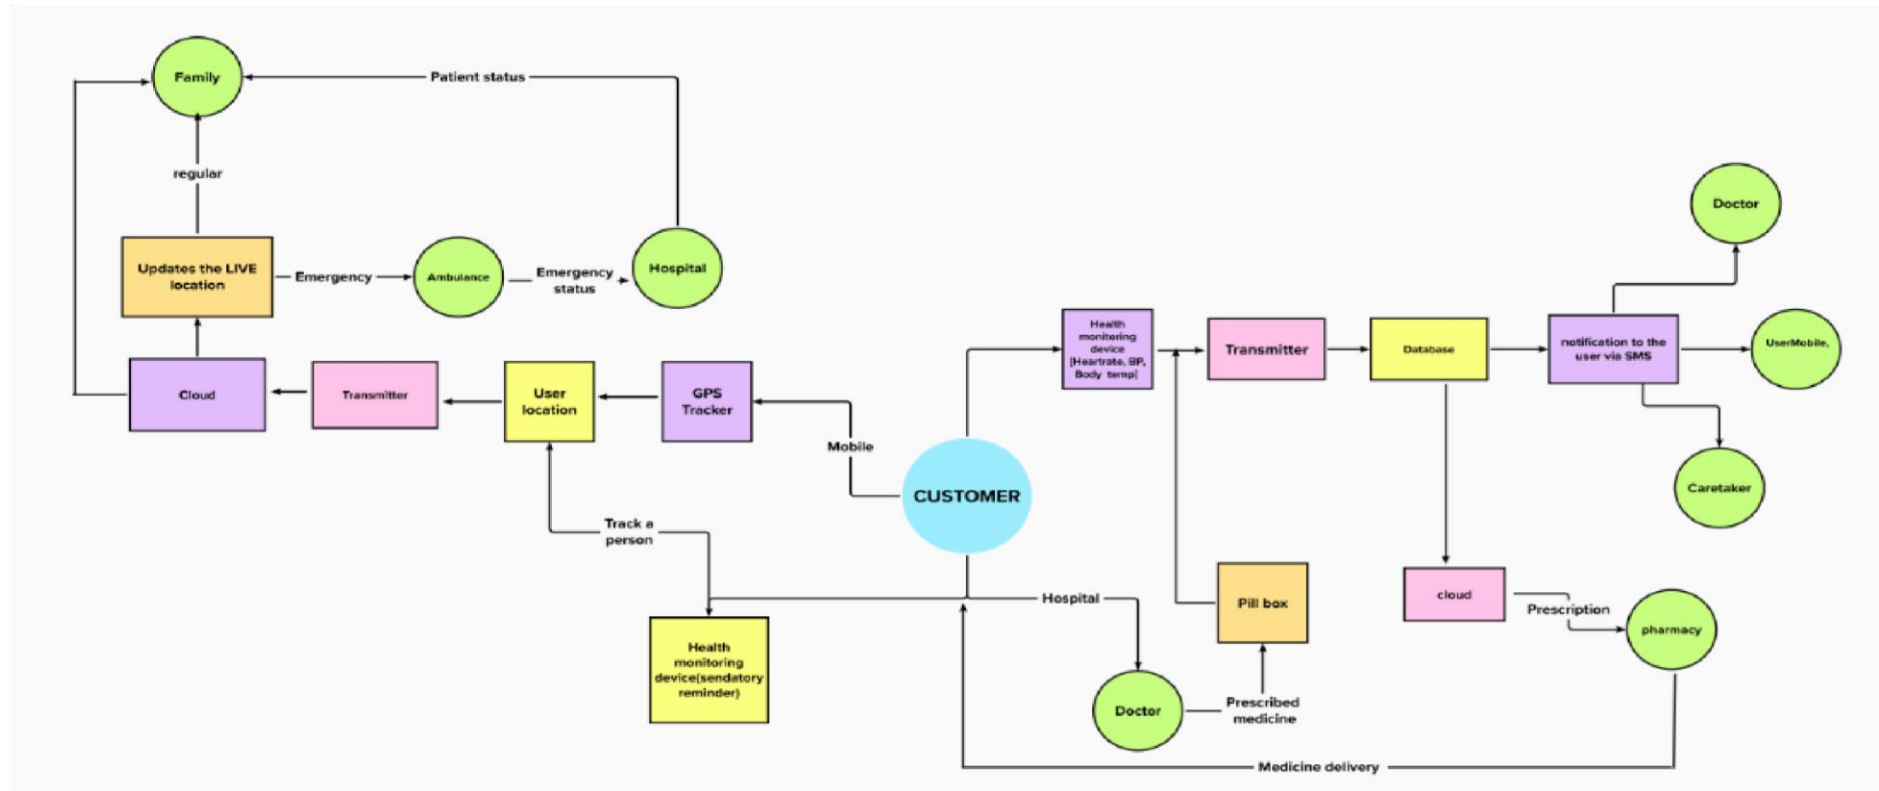 Family
Patient status
regular
Doctor
Updates the LIVE
location
Emergency
Ambulance
Emergency
status
Hospital
Health
monitoring
device
[Heartrate, BP,
Body temp]
Transmitter
Database
notification to the
user via SMS
UserMobile,
Cloud
Transmitter
User
location
GPS
Tracker
Mobile
CUSTOMER
Caretaker
Track a
person
Hospital
Pill box
cloud
Prescription
pharmacy
Health
monitoring
device(sendatory
reminder)
Doctor
Prescribed
medicine
Medicine delivery